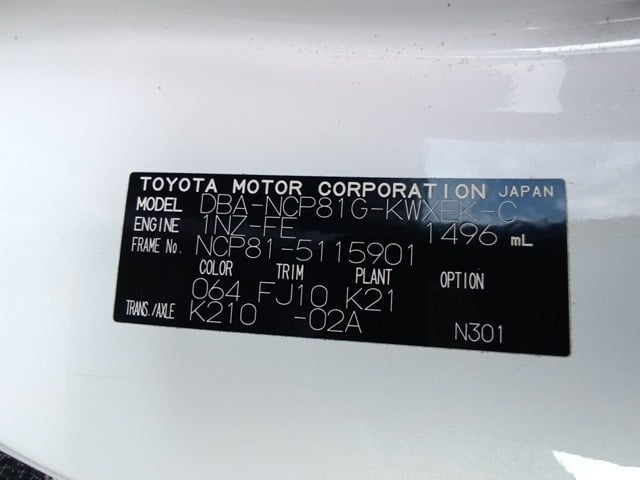 TOYOTA MOTOR CORPORATION JAPAN
MODEL DBA-NCP81G-KWXEK-C
ENGINE 1NZ-FE 1496 mL
FRAME No. NCP81-5115901
COLOR TRIM PLANT OPTION
064 FJ10 K21
TRANS./AXLE K210 -02A N301